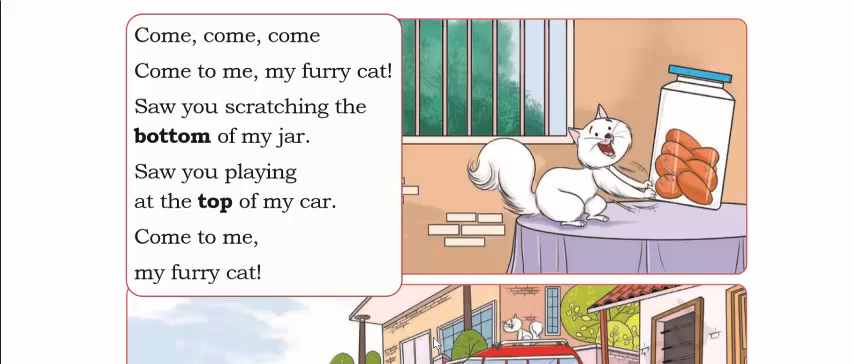 Come, come, come
Come to me, my furry cat!
Saw you scratching the
bottom of my jar.
Saw you playing
at the top of my car.
Come to me,
my furry cat!